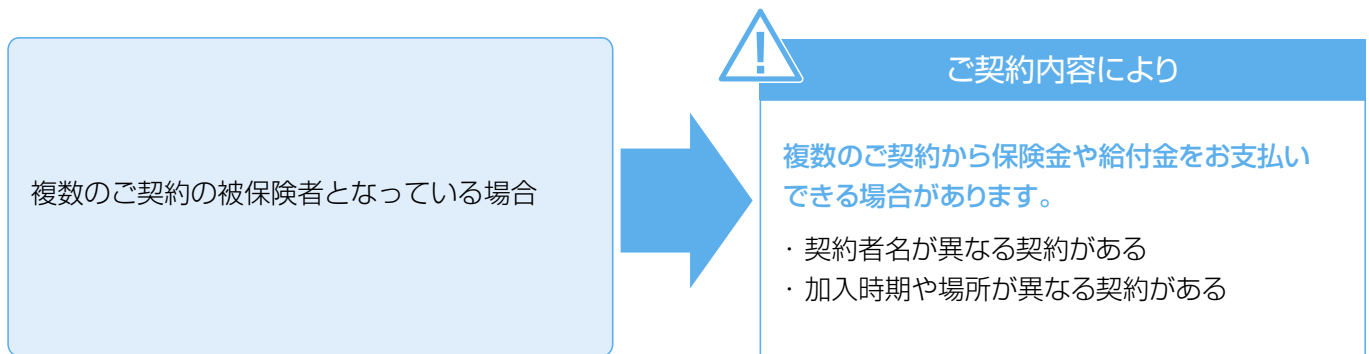 複数のご契約の被保険者となっている場合
!
ご契約内容により
複数のご契約から保険金や給付金をお支払い
できる場合があります。
・契約者名が異なる契約がある
・加入時期や場所が異なる契約がある